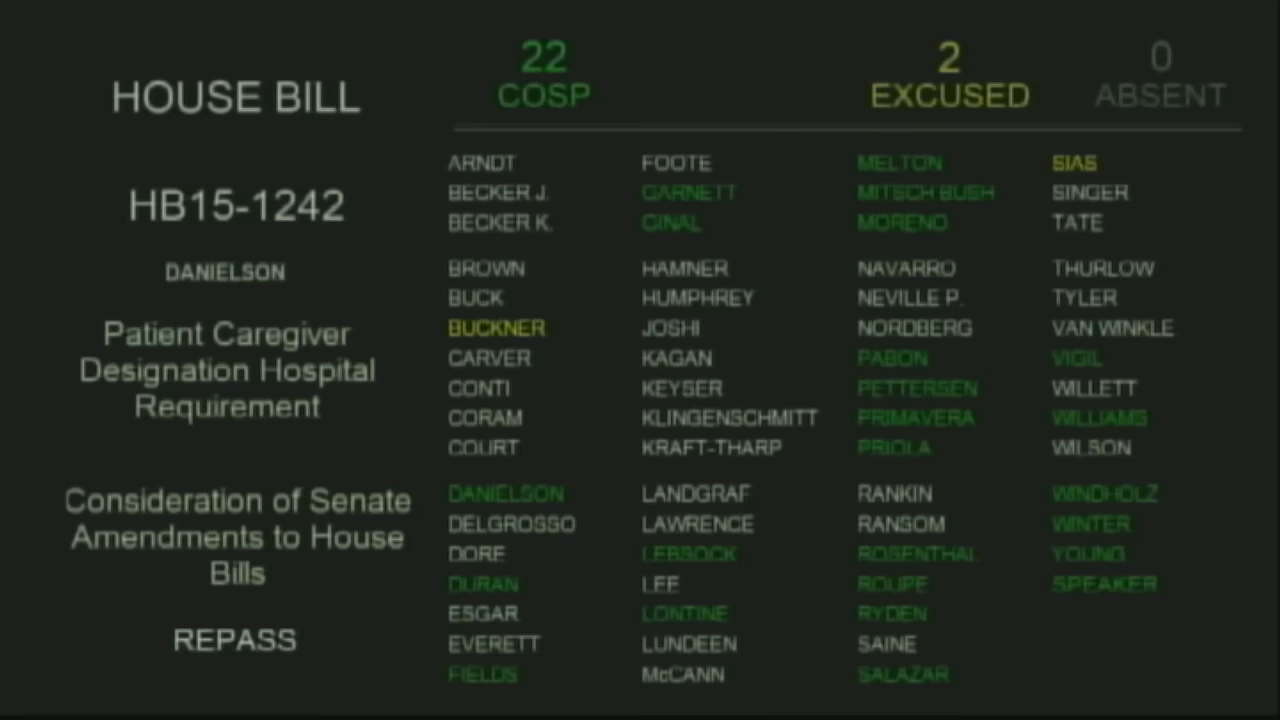 HOUSE BILL
HB15-1242
DANIELSON
Patient Caregiver
Designation Hospital
Requirement
Consideration of Senate
Amendments to House
Bills
REPASS
22
COSP
2
EXCUSED
0
ABSENT
ARNDT
BECKER J.
BECKER K.
BROWN
BUCK
BUCKNER
CARVER
CONTI
CORAM
COURT
DANIELSON
DELGROSSO
DORE
DURAN
ESGAR
EVERETT
FIELDS
FOOTE
GARNETT
GINAL
HAMNER
HUMPHREY
JOSHI
KAGAN
KEYSER
KLINGENSCHMITT
KRAFT-THARP
LANDGRAF
LAWRENCE
LEBSOCK
LEE
LONTINE
LUNDEEN
McCANN
MELTON
MITSCH BUSH
MORENO
NAVARRO
NEVILLE P.
NORDBERG
PABON
PETTERSEN
PRIMAVERA
PRIOLA
RANKIN
RANSOM
ROSENTHAL
ROUPE
RYDEN
SAINE
SALAZAR
SIAS
SINGER
TATE
THURLOW
TYLER
VAN WINKLE
VIGIL
WILLETT
WILLIAMS
WILSON
WINDHOLZ
WINTER
YOUNG
SPEAKER